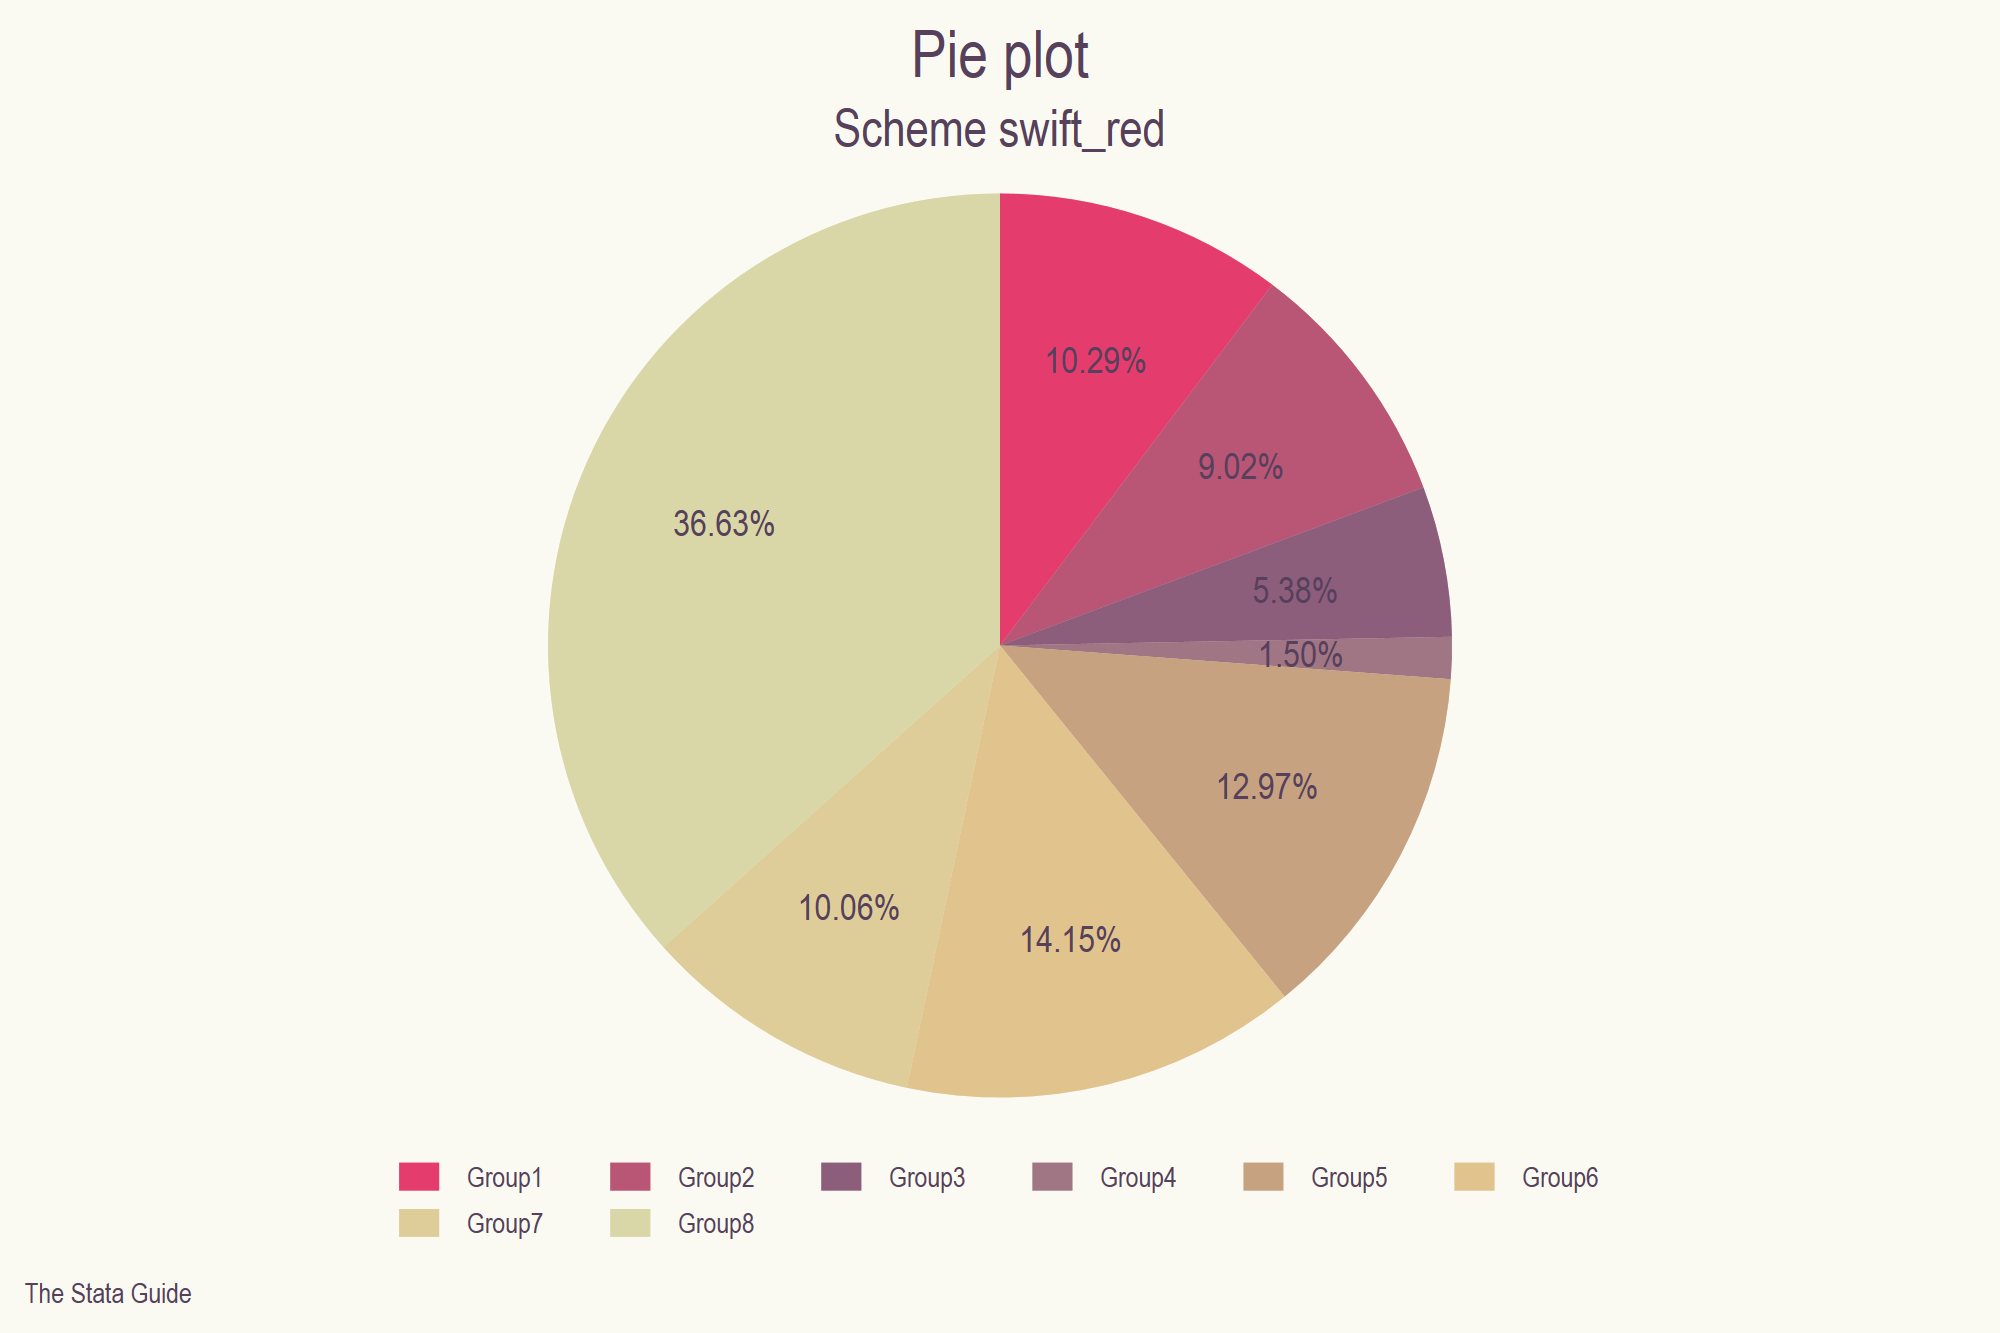 Pie plot
Scheme swift_red
10.29%
9.02%
36.63%
5.38%
1.50%
12.97%
10.06%
14.15%
Group1 Group2 Group3 Group4 Group5 Group6
Group7 Group8
The Stata Guide